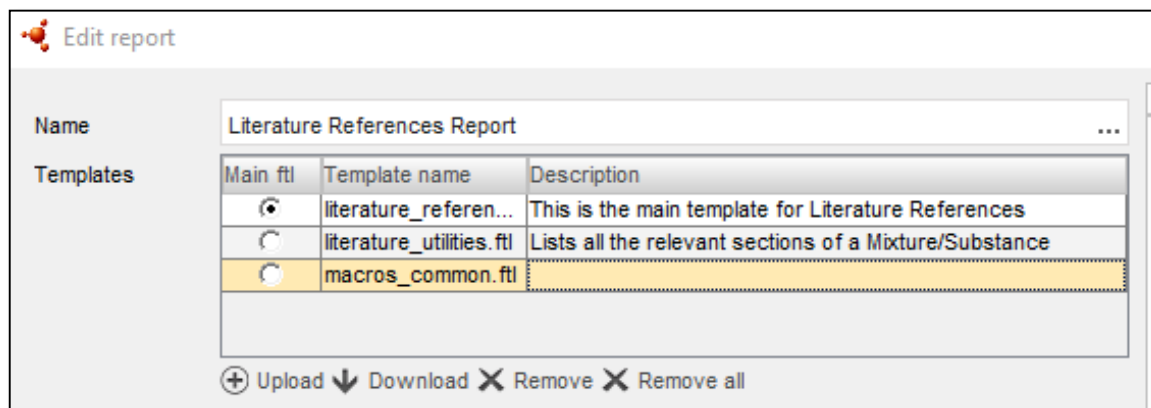 Edit report
Name Literature References Report ...
Templates Main ftl Template name Description
literature_referen... This is the main template for Literature References
literature_utilities.ftl Lists all the relevant sections of a Mixture/Substance
macros_common.ftl
Upload Download Remove Remove all